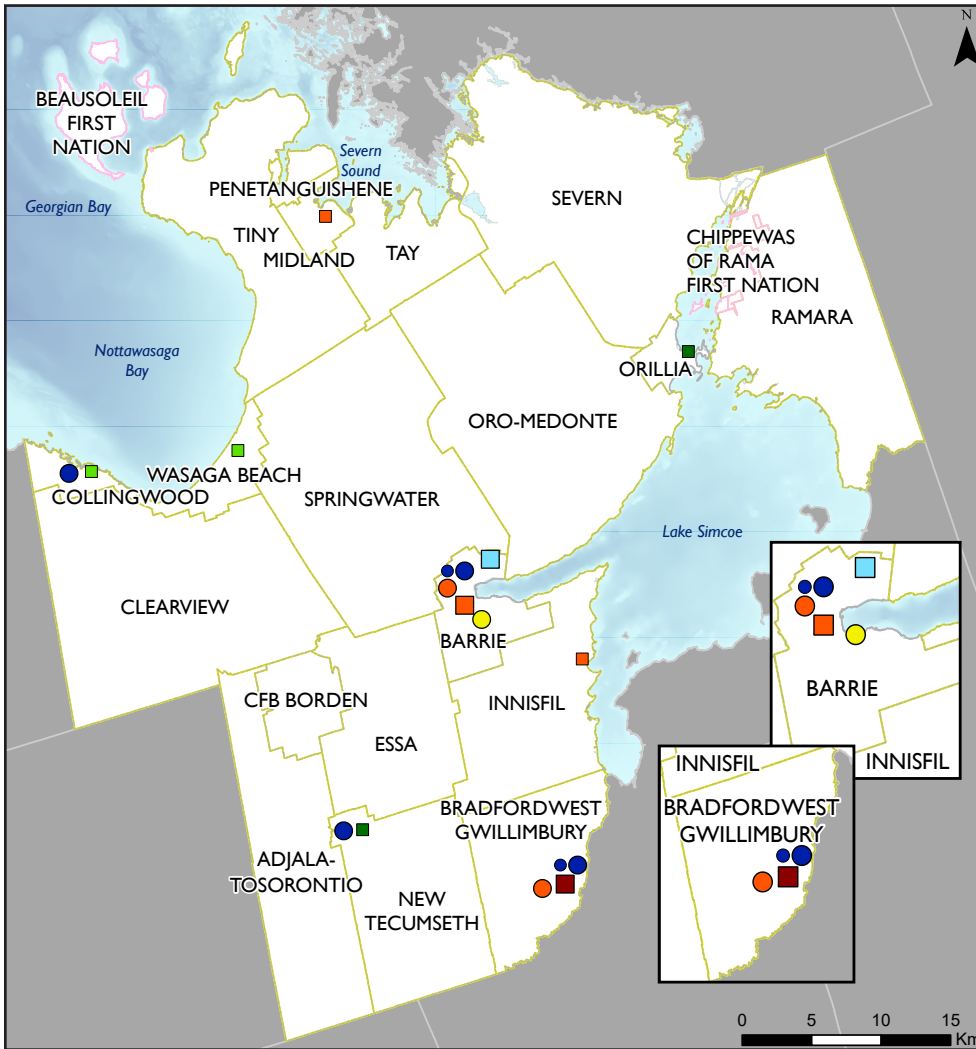 N
BEAUSOLEIL
FIRST
NATION
Severn
Sound
PENETANGUISHENE
SEVERN
Georgian Bay
TINY
MIDLAND
TAY
CHIPPEWAS
OF RAMA
FIRST NATION
RAMARA
Nottawasaga
Bay
ORILLIA
ORO-MEDONTE
WASAGA BEACH
COLLINGWOOD
SPRINGWATER
Lake Simcoe
CLEARVIEW
BARRIE
BARRIE
CFB BORDEN
INNISFIL
ESSA
INNISFIL
INNISFIL
BRADFORDWEST
GWILLIMBURY
BRADFORDWEST
GWILLIMBURY
ADJALA-
TOSORONTIO
NEW
TECUMSETH
0 5 10 15
Km